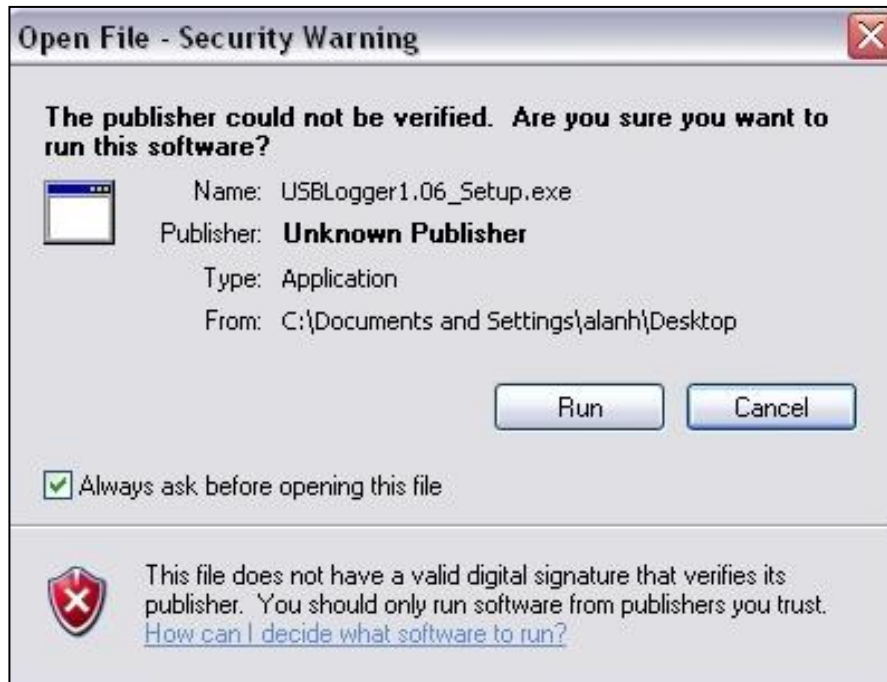 Open File - Security Warning
The publisher could not be verified.  Are you sure you want to
run this software?
Name: USBLogger1.06_Setup.exe
Publisher: Unknown Publisher
Type: Application
From: C:\Documents and Settings\alanh\Desktop
Run Cancel
Always ask before opening this file
This file does not have a valid digital signature that verifies its
publisher.  You should only run software from publishers you trust.
How can I decide what software to run?